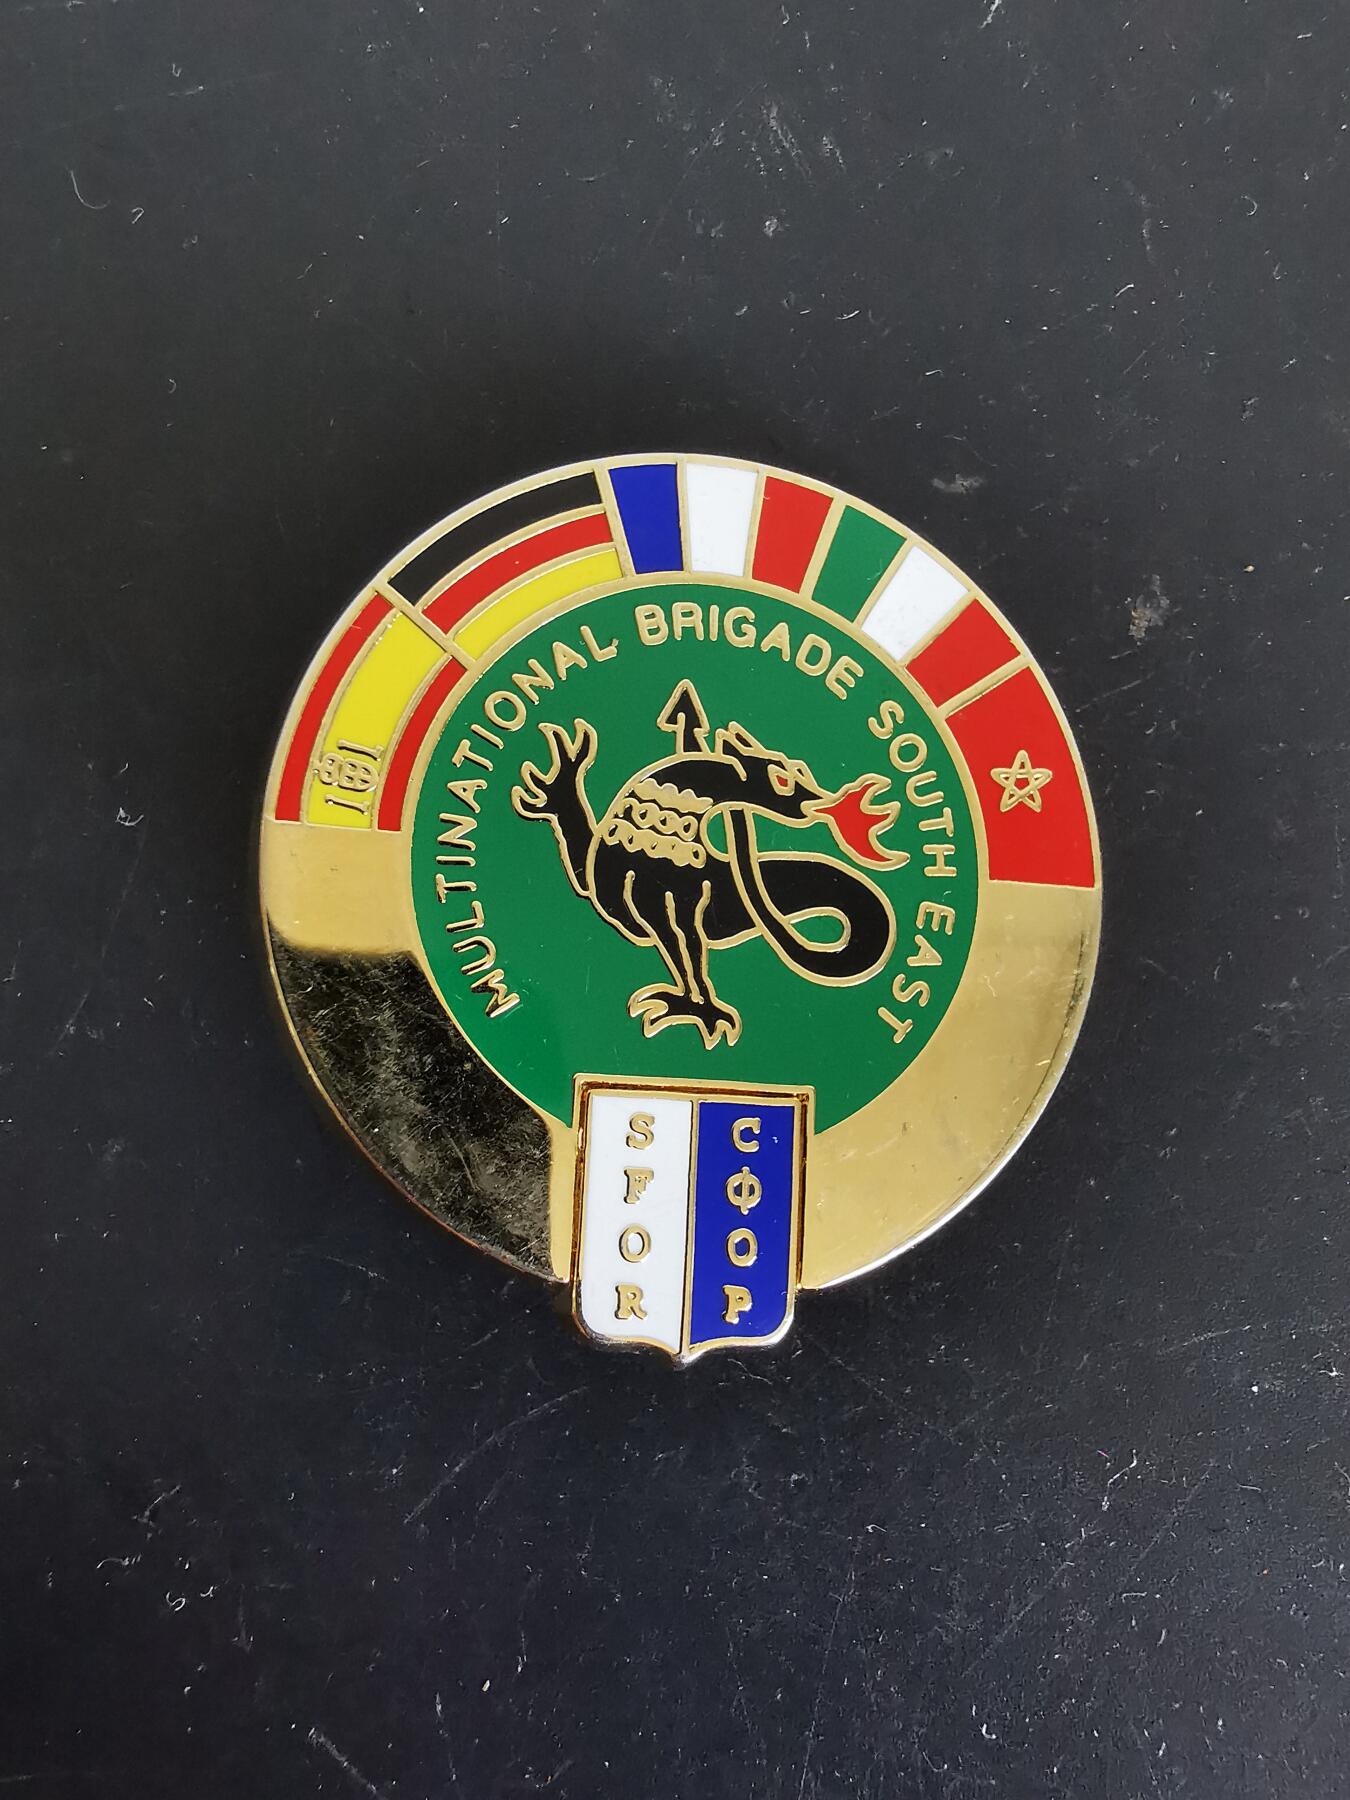 MULTINATIONAL BRIGADE SOUTH EAST
SFOR
СФОР